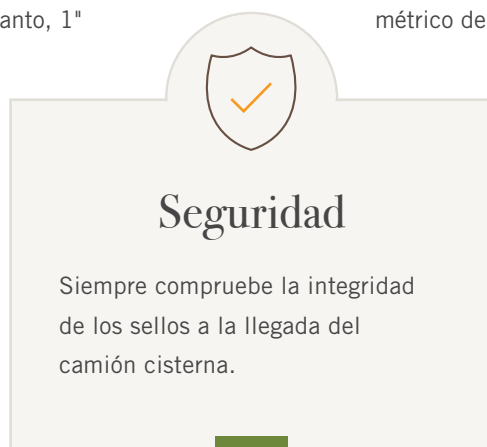 anto, 1"
métrico de
Seguridad
Siempre compruebe la integridad
de los sellos a la llegada del
camión cisterna.